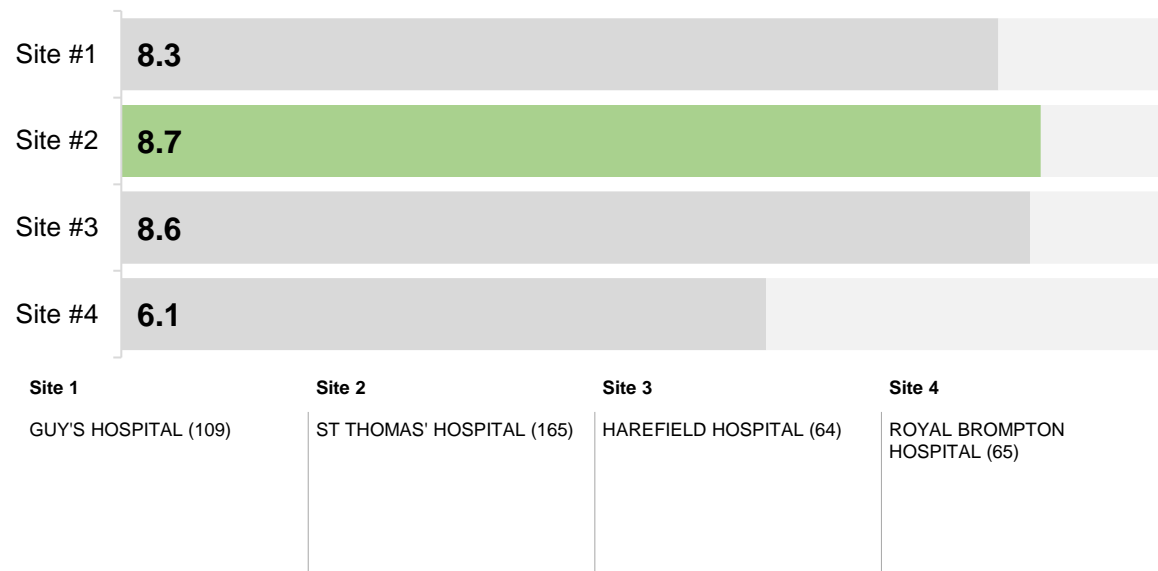 Site #1 8.3
Site #2 8.7
Site #3 8.6
Site #4 6.1
Site 1
GUY'S HOSPITAL (109)
Site 2
ST THOMAS' HOSPITAL (165)
Site 3
HAREFIELD HOSPITAL (64)
Site 4
ROYAL BROMPTON
HOSPITAL (65)